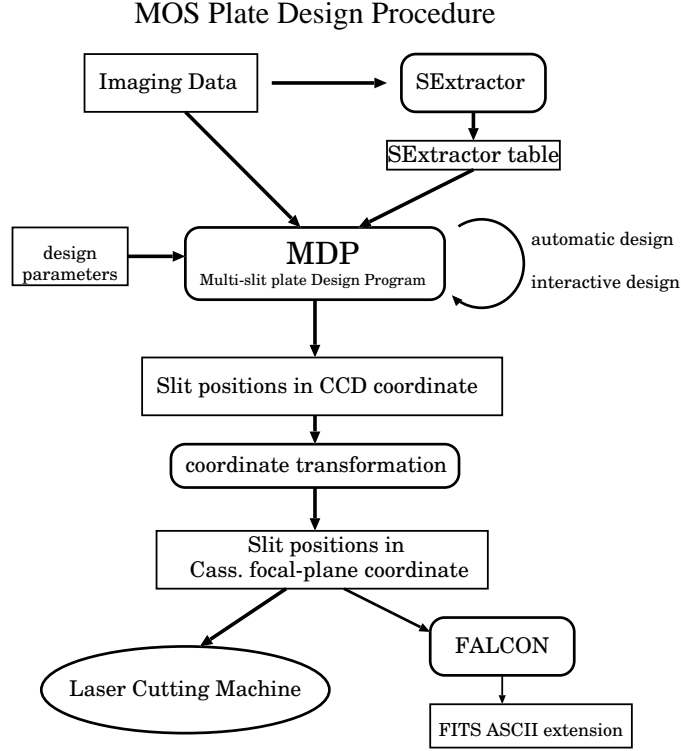 MOS Plate Design Procedure
Imaging Data
SExtractor
SExtractor table
design
parameters
MDP
Multi-slit plate Design Program
automatic design
interactive design
Slit positions in CCD coordinate
coordinate transformation
Slit positions in
Cass. focal-plane coordinate
Laser Cutting Machine
FALCON
FITS ASCII extension